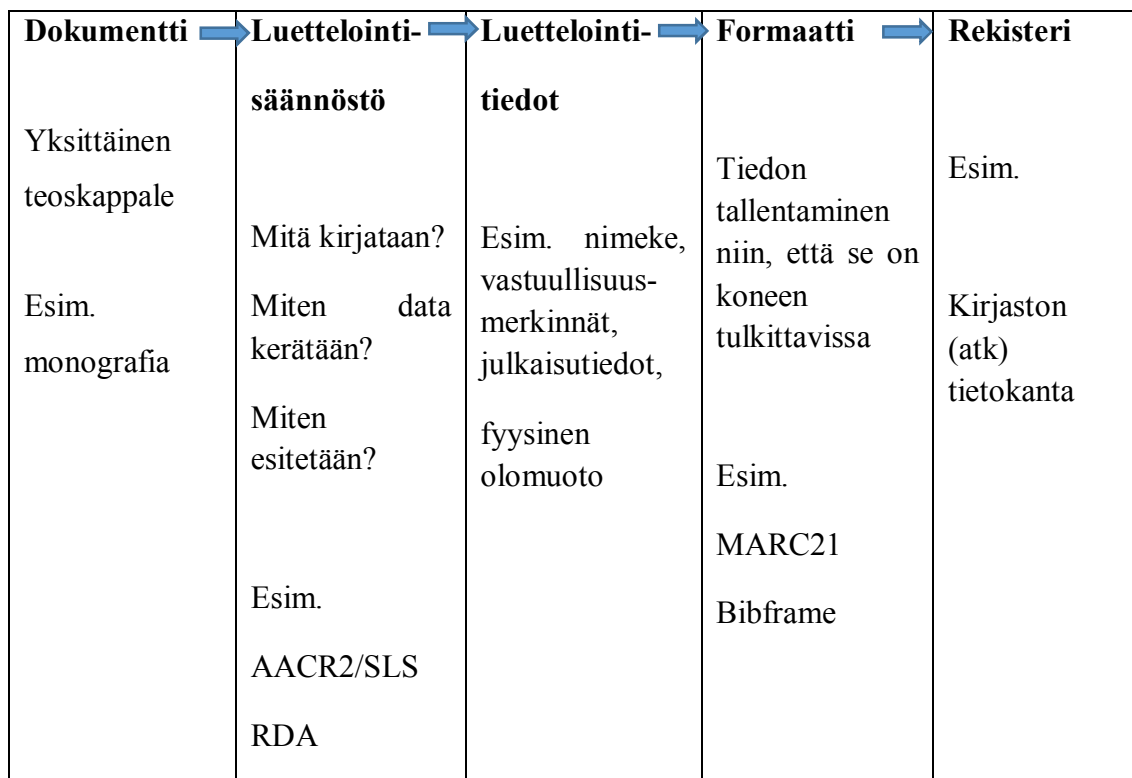 Dokumentti
Yksittäinen
teoskappale
Esim.
monografia
Luettelointi-
säännöstö
Mitä kirjataan?
Miten data
kerätään?
Miten
esitetään?
Esim.
AACR2/SLS
RDA
Luettelointi-
tiedot
Esim. nimeke,
vastuullisuus-
merkinnät,
julkaisutiedot,
fyysinen
olomuoto
Formaatti
Tiedon
tallentaminen
niin, että se on
koneen
tulkittavissa
Esim.
MARC21
Bibframe
Rekisteri
Esim.
Kirjaston
(atk)
tietokanta